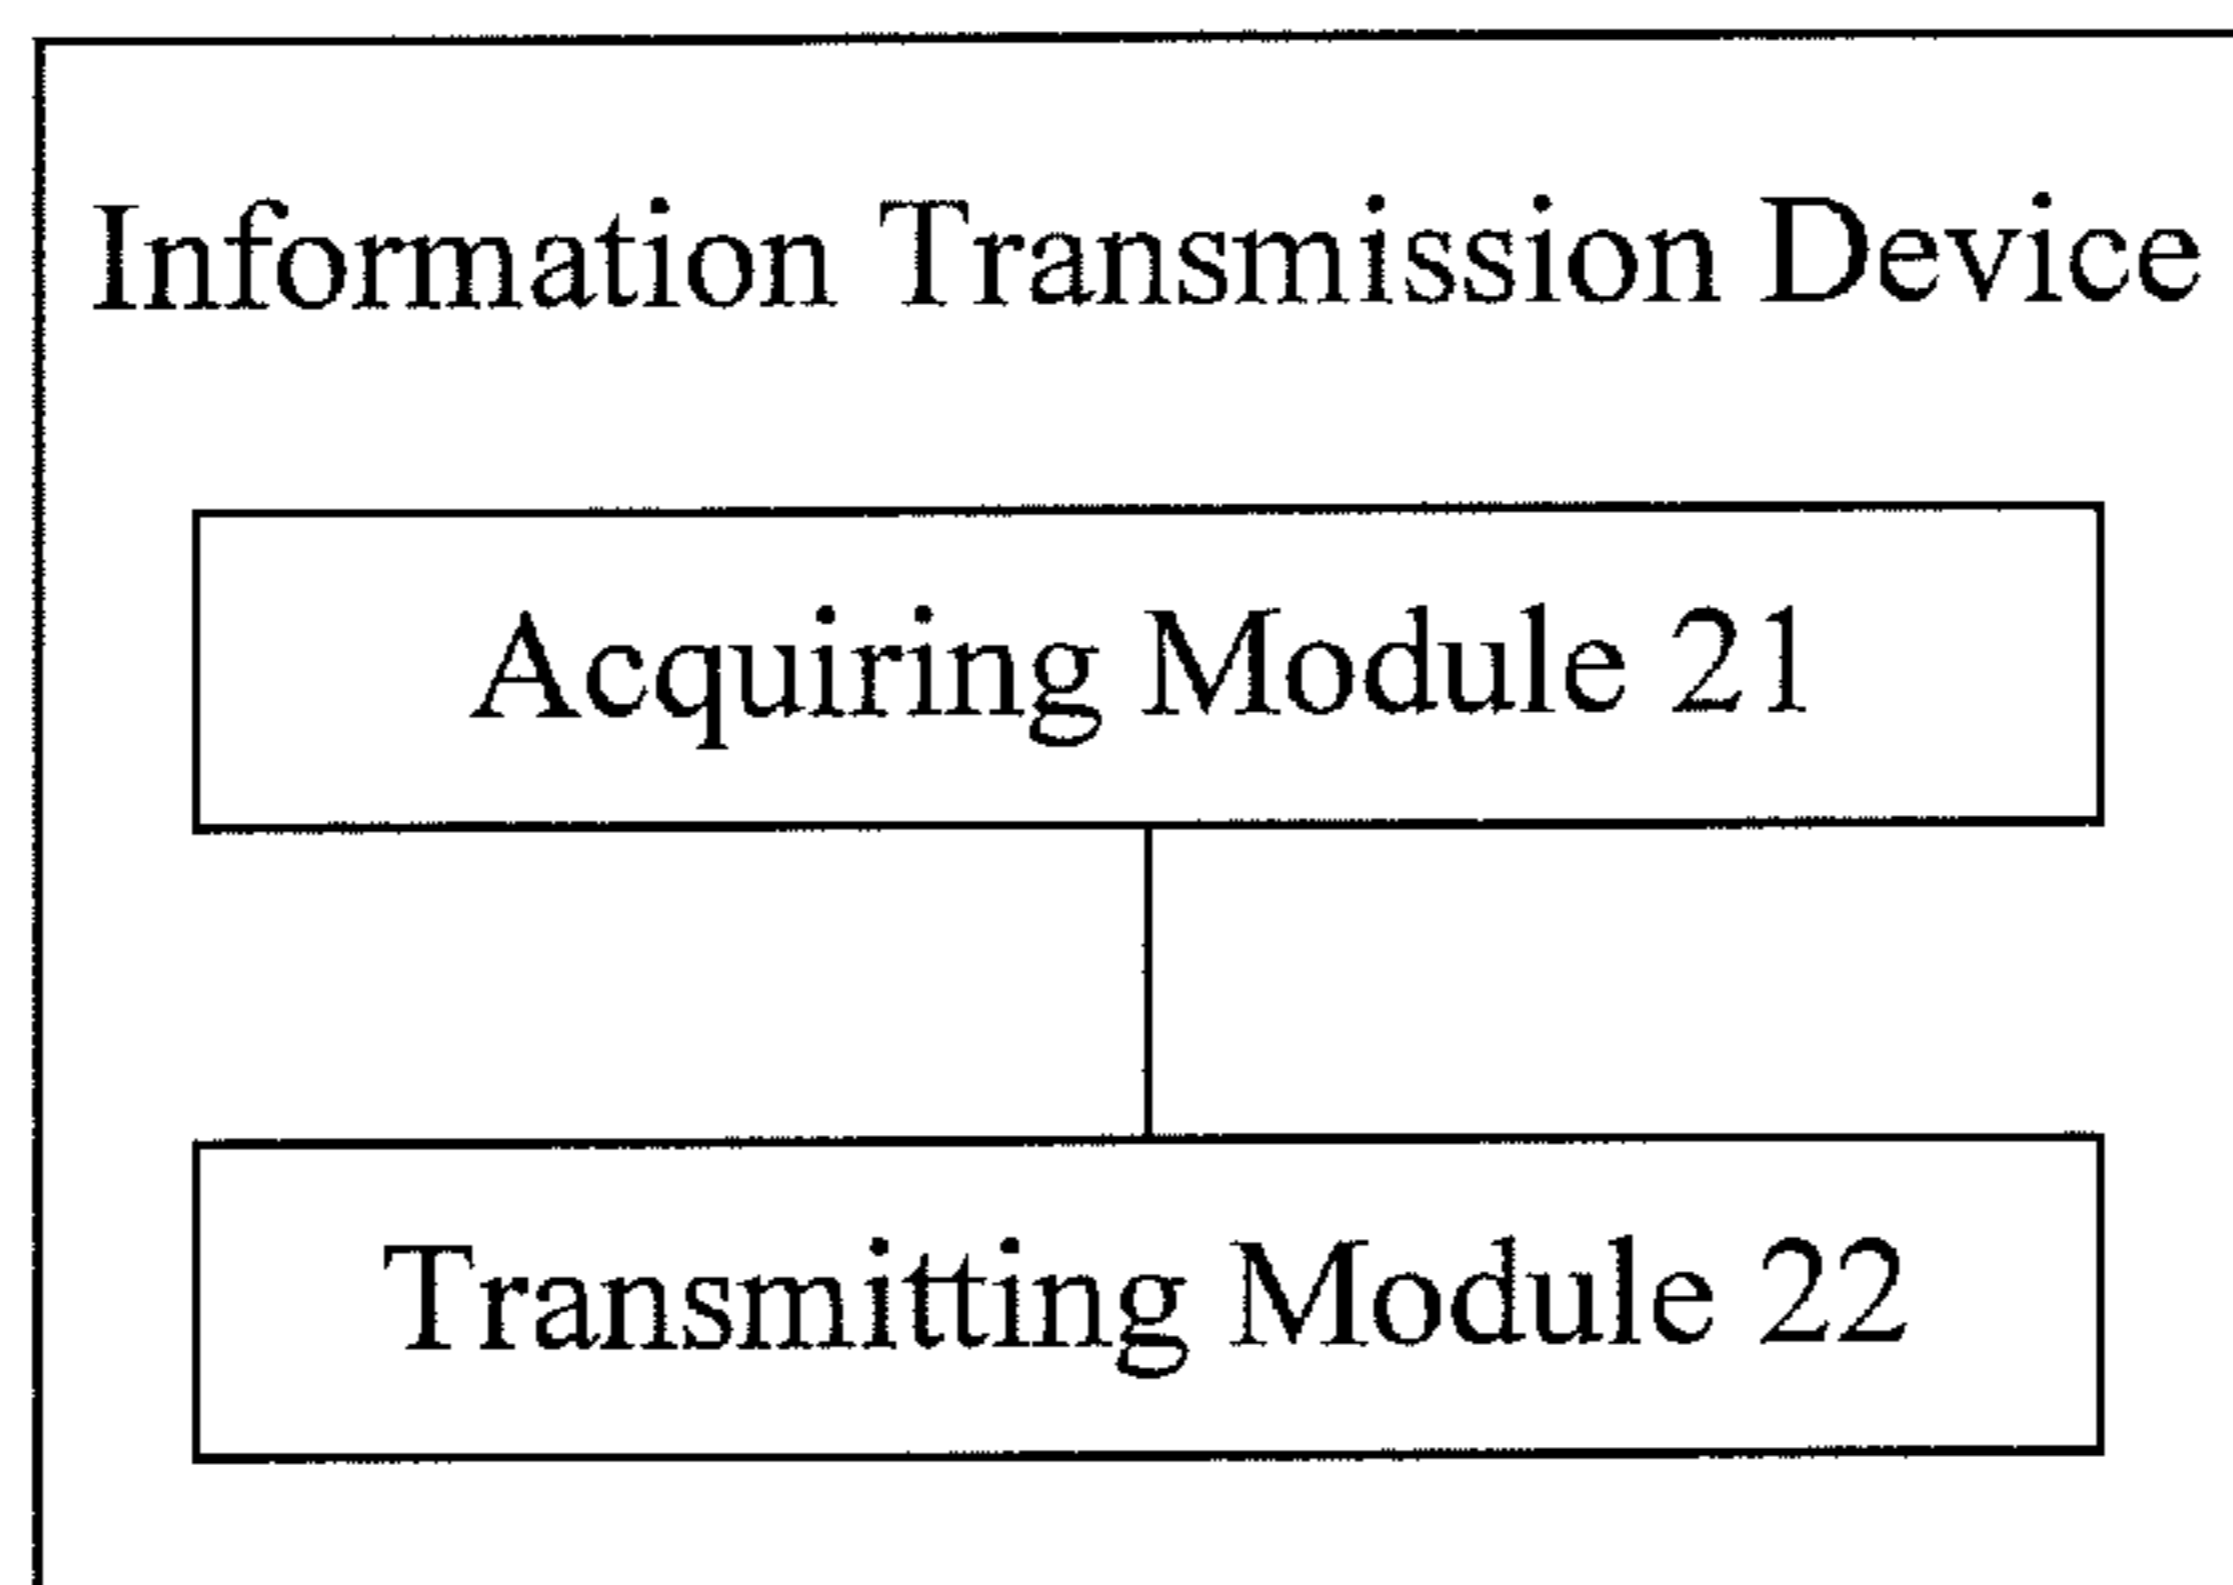 Information Transmission Device
Acquiring Module 21
Transmitting Module 22